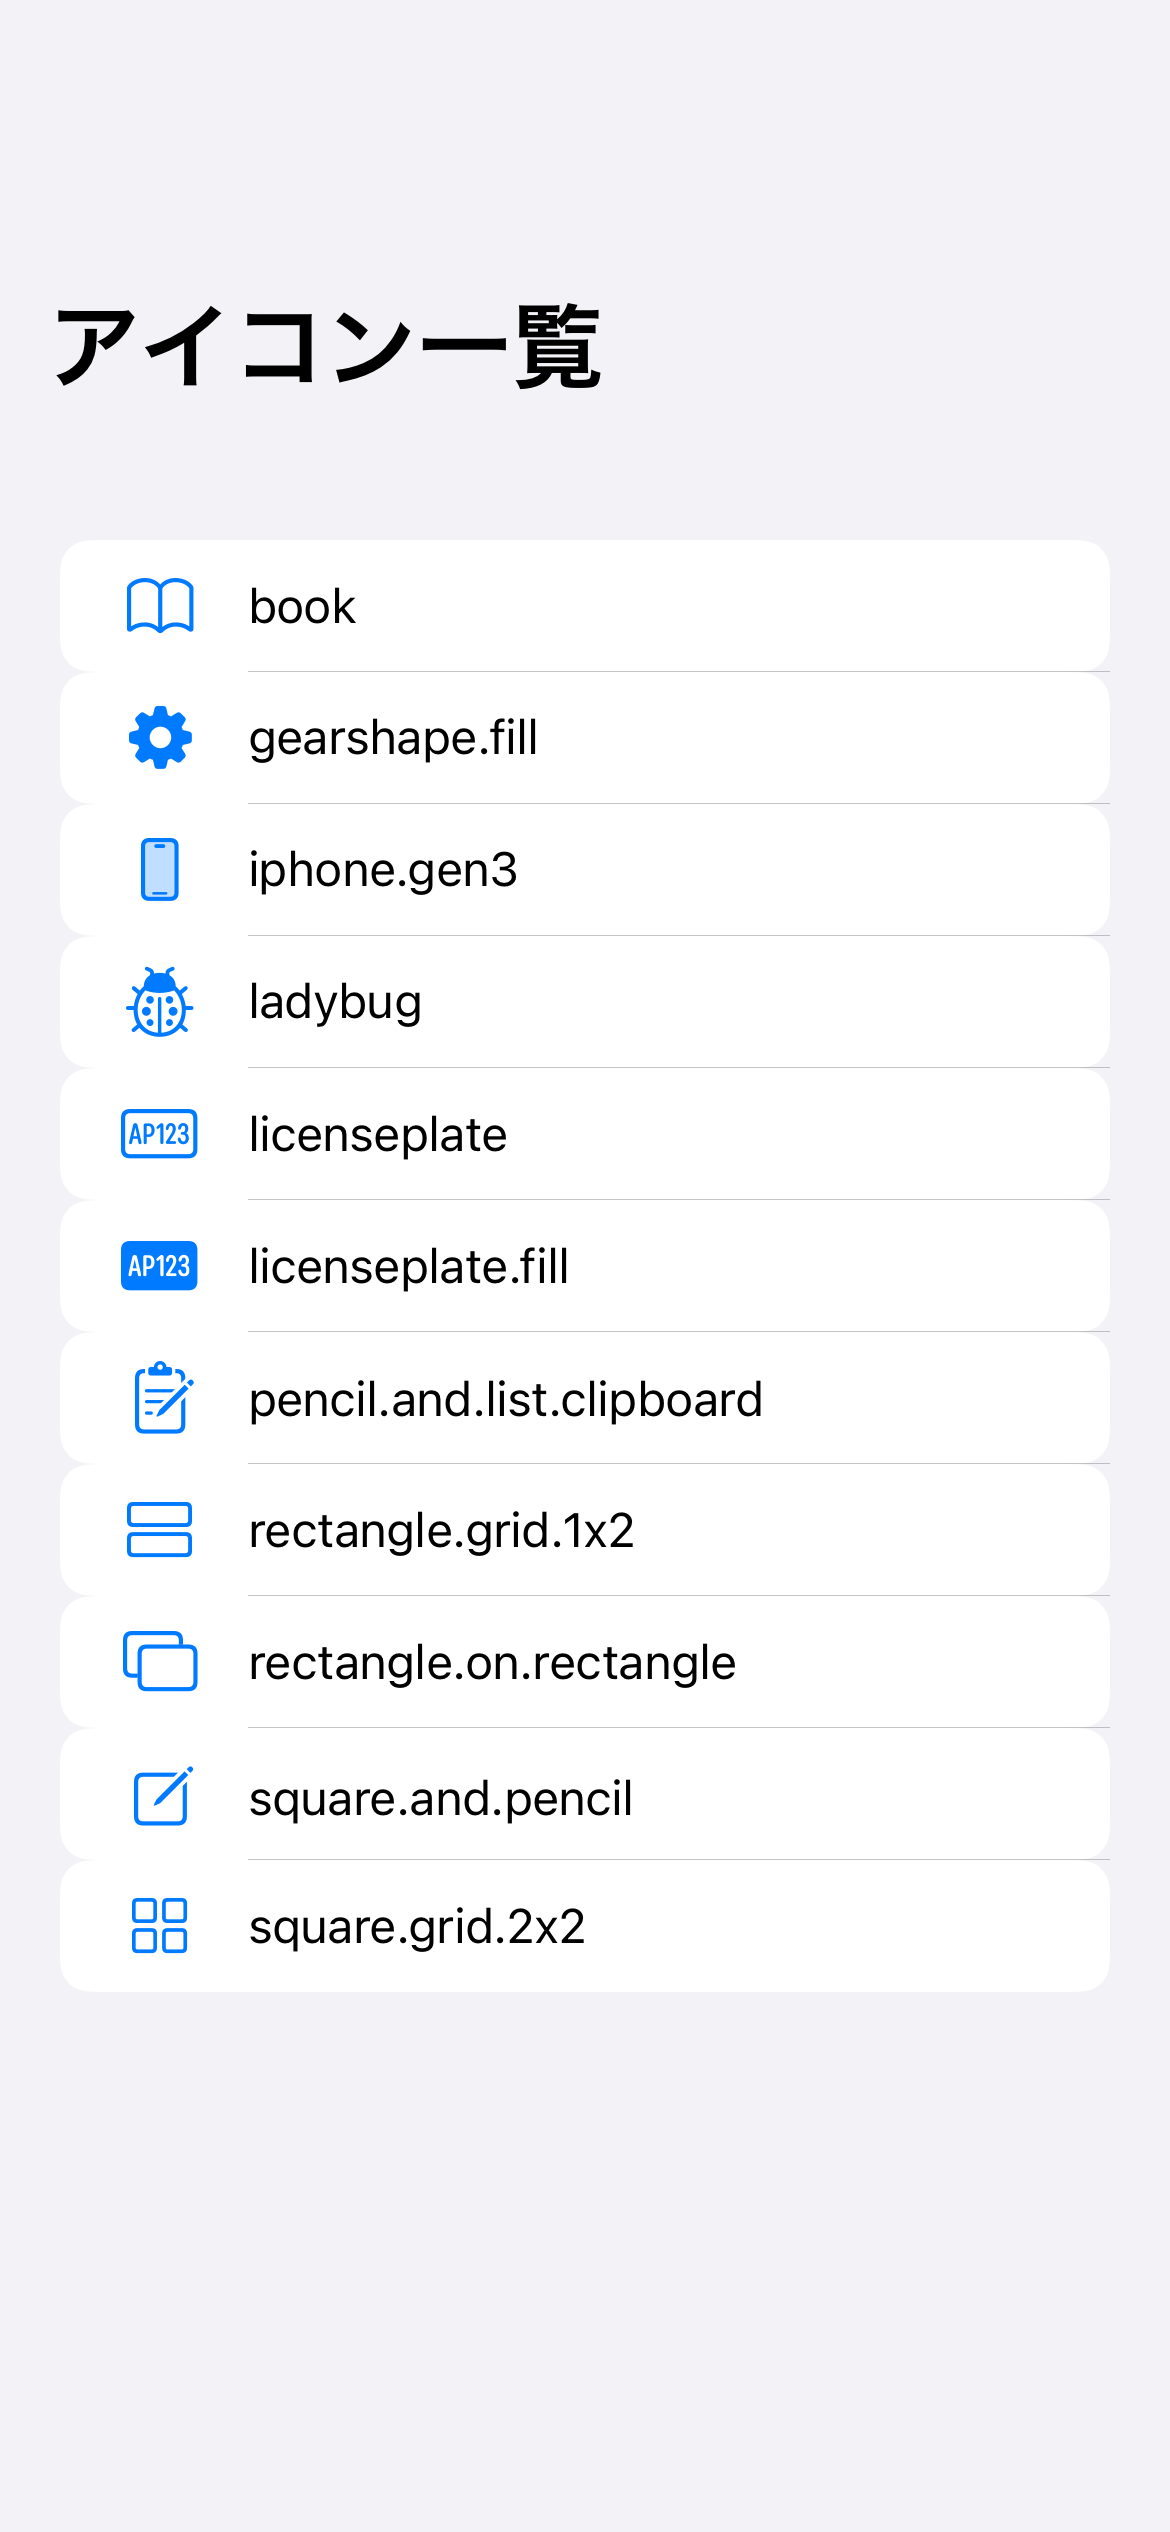 アイコン一覧
book
gearshape.fill
iphone.gen3
ladybug
AP123 licenseplate
AP123 licenseplate.fill
pencil.and.list.clipboard
rectangle.grid.1x2
rectangle.on.rectangle
square.and.pencil
square.grid.2x2